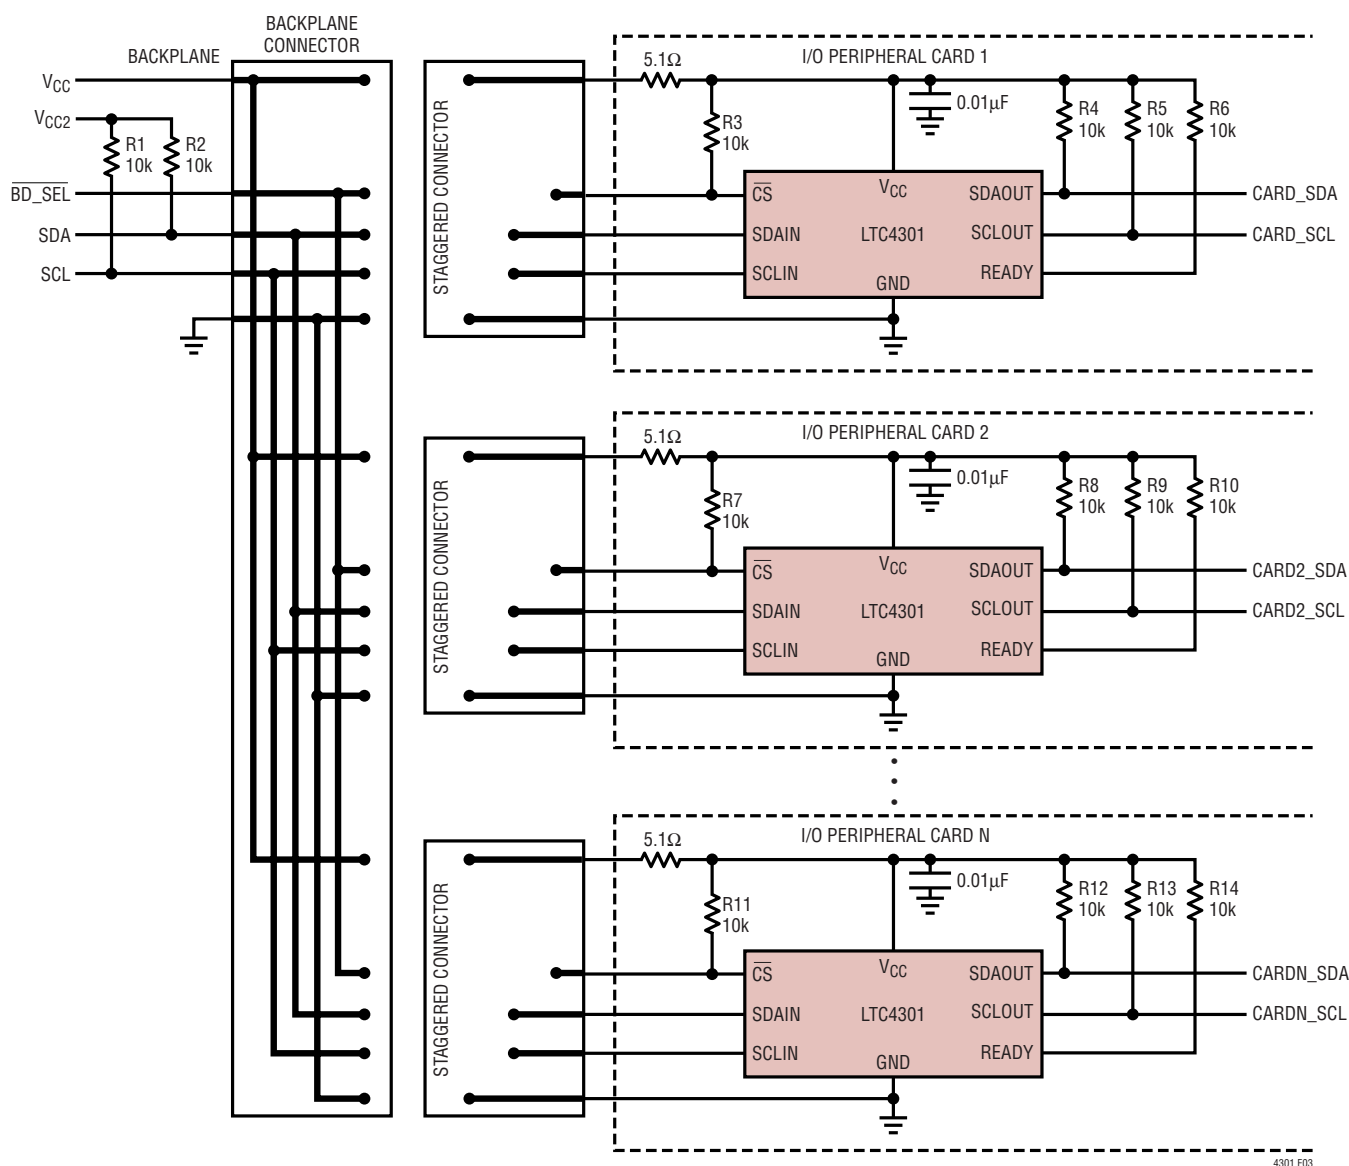 BACKPLANE
CONNECTOR
BACKPLANE
VCC
VCC2
R1
10k
R2
10k
BD_SEL
SDA
SCL
STAGGERED CONNECTOR
I/O PERIPHERAL CARD 1
5.1Ω
R3
10k
0.01µF
R4
10k
R5
10k
R6
10k
CS
VCC
SDAOUT
CARD_SDA
SDAIN
LTC4301
SCLOUT
CARD_SCL
SCLIN
GND
READY
STAGGERED CONNECTOR
I/O PERIPHERAL CARD 2
5.1Ω
R7
10k
0.01µF
R8
10k
R9
10k
R10
10k
CS
VCC
SDAOUT
CARD2_SDA
SDAIN
LTC4301
SCLOUT
CARD2_SCL
SCLIN
GND
READY
STAGGERED CONNECTOR
I/O PERIPHERAL CARD N
5.1Ω
R11
10k
0.01µF
R12
10k
R13
10k
R14
10k
CS
VCC
SDAOUT
CARDN_SDA
SDAIN
LTC4301
SCLOUT
CARDN_SCL
SCLIN
GND
READY
4301 F03